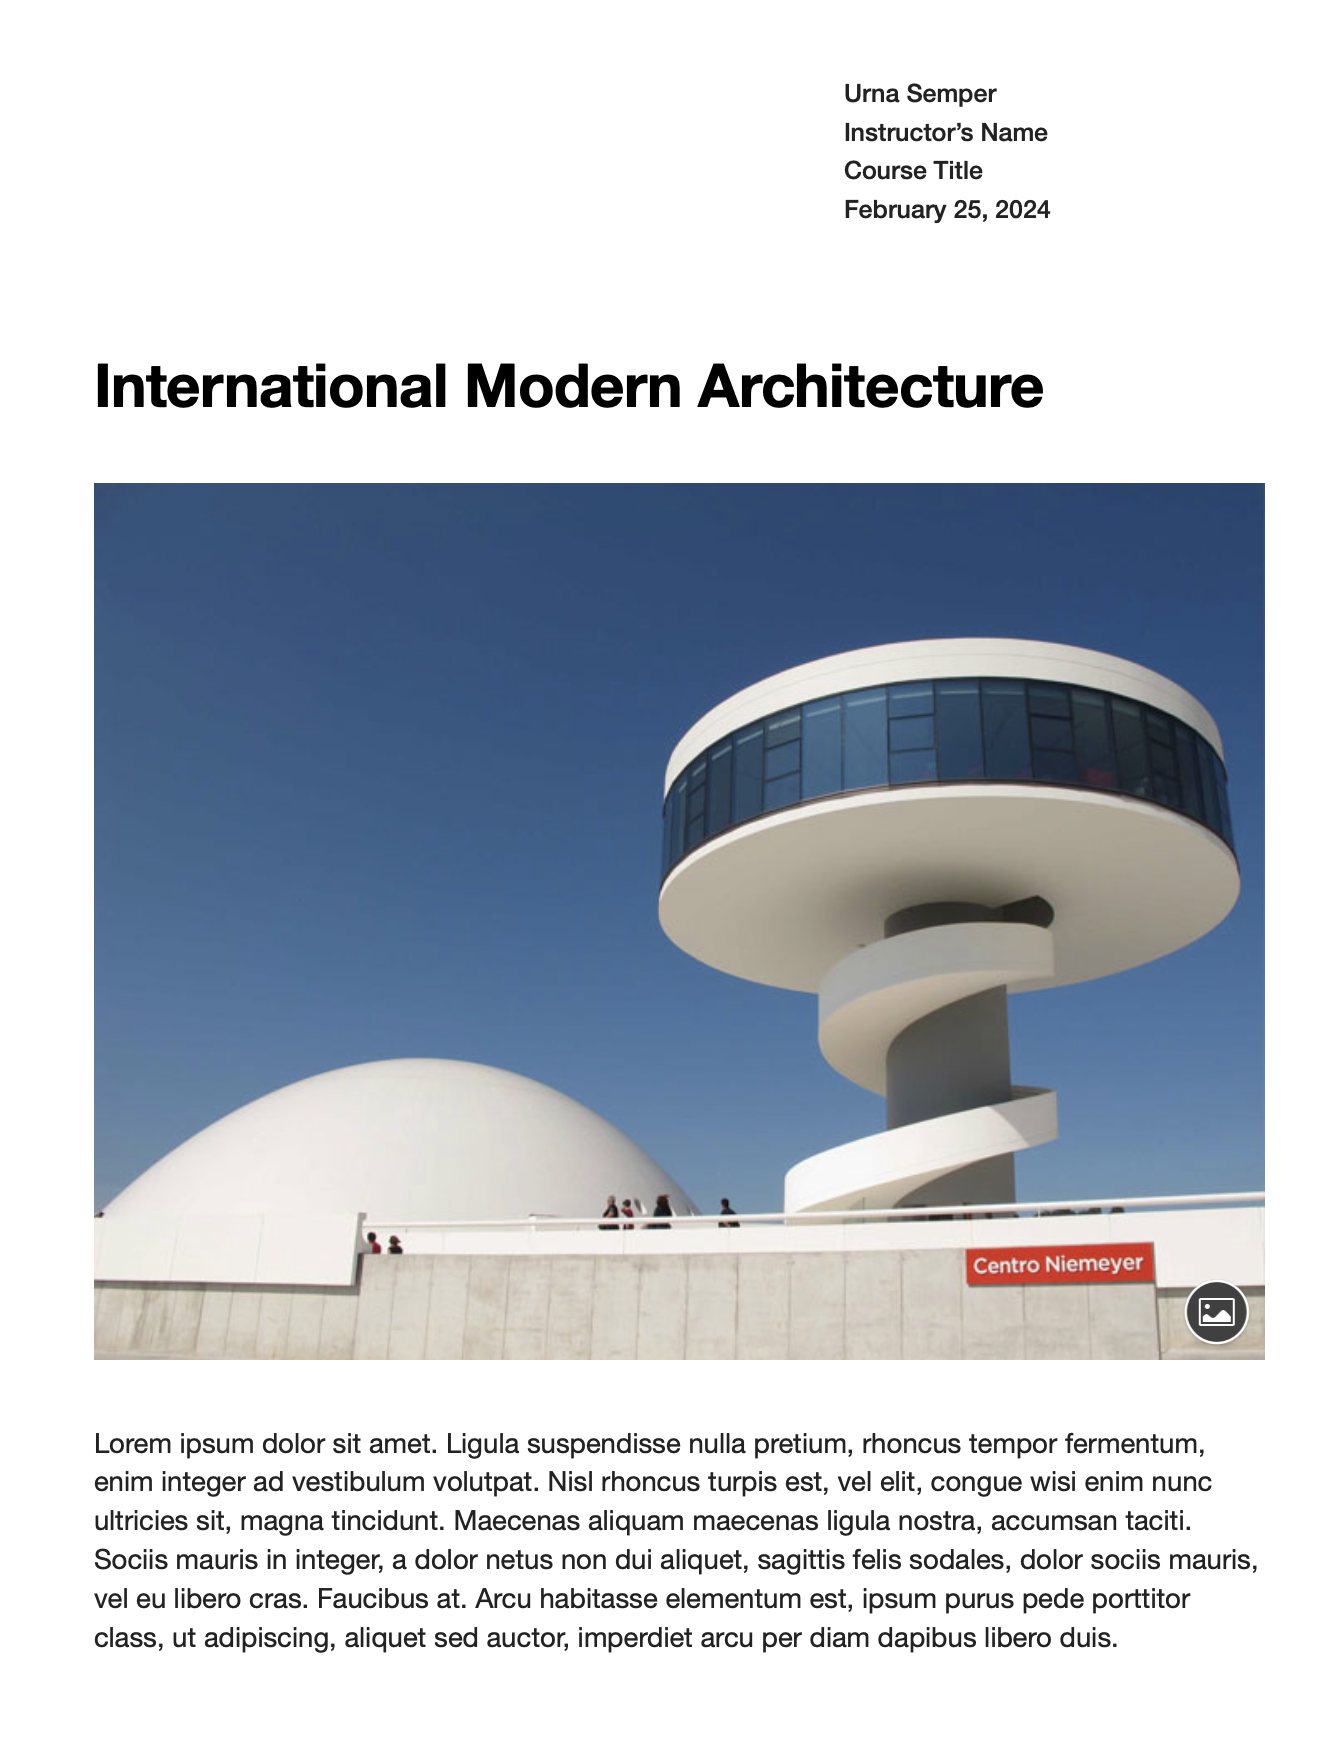 Urna Semper
Instructor’s Name
Course Title
February 25, 2024
International Modern Architecture
Centro Niemeyer
Lorem ipsum dolor sit amet. Ligula suspendisse nulla pretium, rhoncus tempor fermentum,
enim integer ad vestibulum volutpat. Nisl rhoncus turpis est, vel elit, congue wisi enim nunc
ultricies sit, magna tincidunt. Maecenas aliquam maecenas ligula nostra, accumsan taciti.
Sociis mauris in integer, a dolor netus non dui aliquet, sagittis felis sodales, dolor sociis mauris,
vel eu libero cras. Faucibus at. Arcu habitasse elementum est, ipsum purus pede porttitor
class, ut adipiscing, aliquet sed auctor, imperdiet arcu per diam dapibus libero duis.